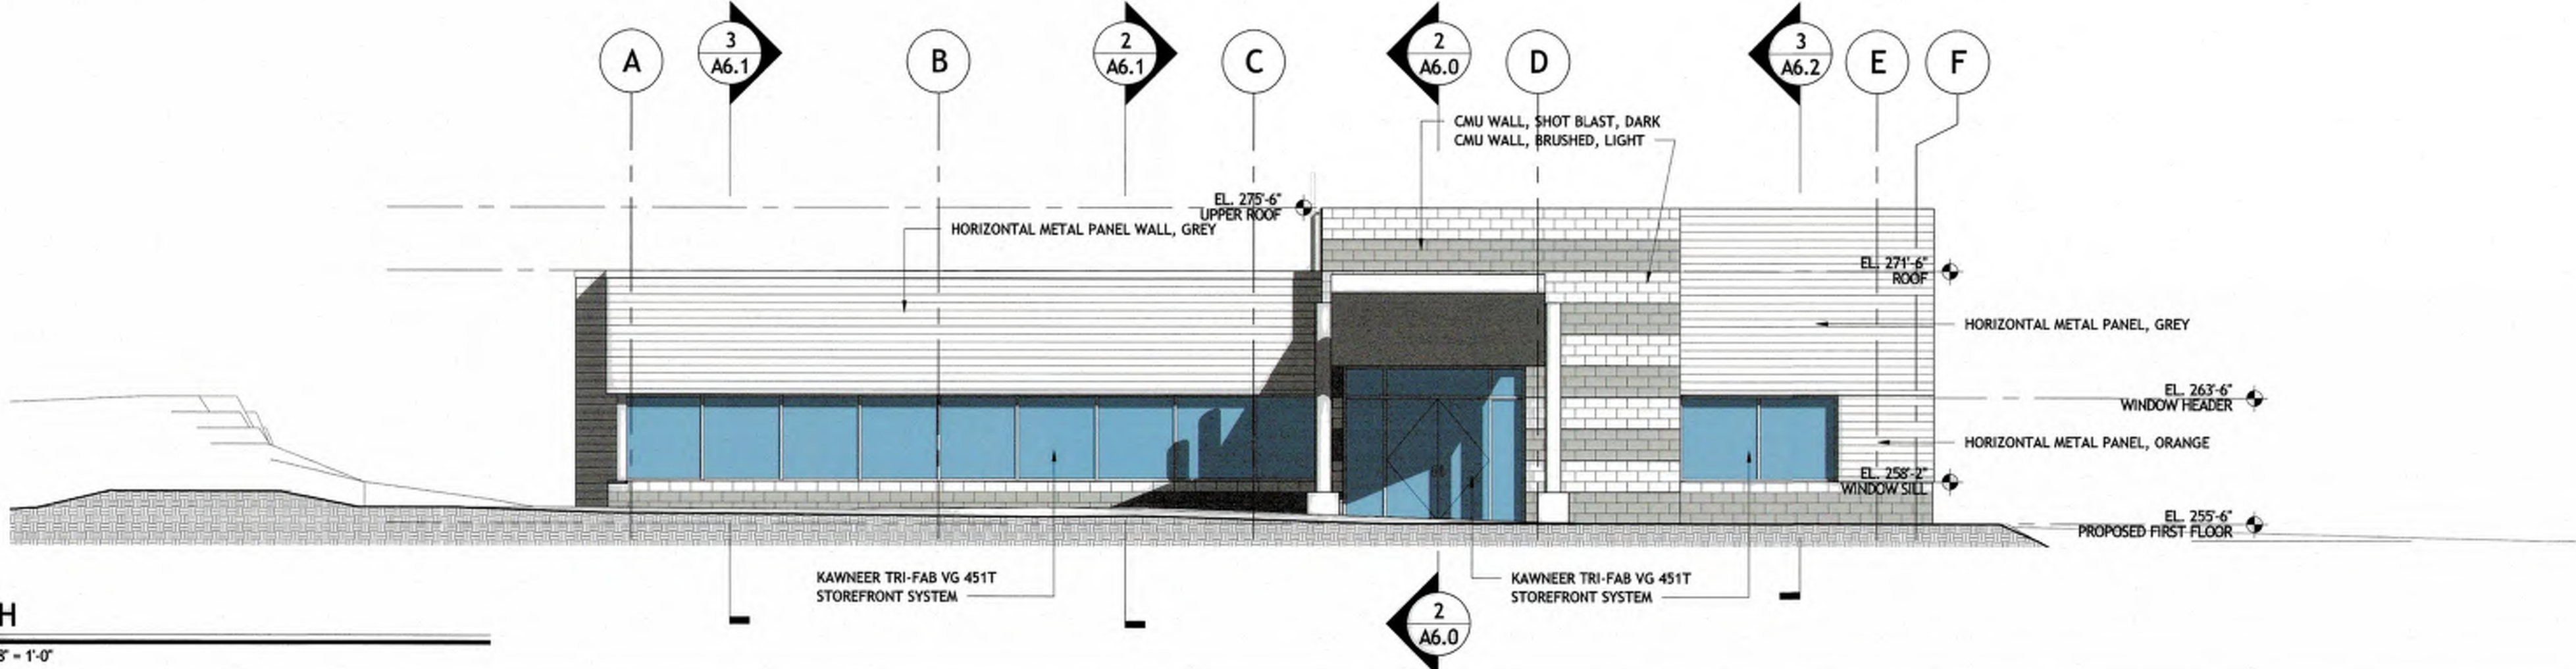 A
3
A6.1
B
2
A6.1
C
2
A6.0
D
3
A6.2
E
F
CMU WALL, SHOT BLAST, DARK
CMU WALL, BRUSHED, LIGHT
EL. 275'-6"
UPPER ROOF
HORIZONTAL METAL PANEL WALL, GREY
EL. 271'-6"
ROOF
HORIZONTAL METAL PANEL, GREY
EL. 263'-6"
WINDOW HEADER
HORIZONTAL METAL PANEL, ORANGE
EL. 258'-2"
WINDOW SILL
EL. 255'-6"
PROPOSED FIRST FLOOR
KAWNEER TRI-FAB VG 451T
STOREFRONT SYSTEM
KAWNEER TRI-FAB VG 451T
STOREFRONT SYSTEM
2
A6.0
H
8" = 1'-0"